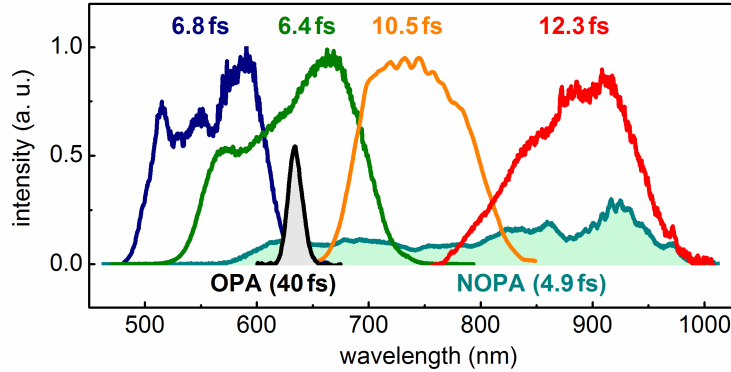 6.8 fs 6.4 fs 10.5 fs 12.3 fs
1.0
0.5
0.0
intensity (a. u.)
OPA (40 fs) NOPA (4.9 fs)
500 600 700 800 900 1000
wavelength (nm)